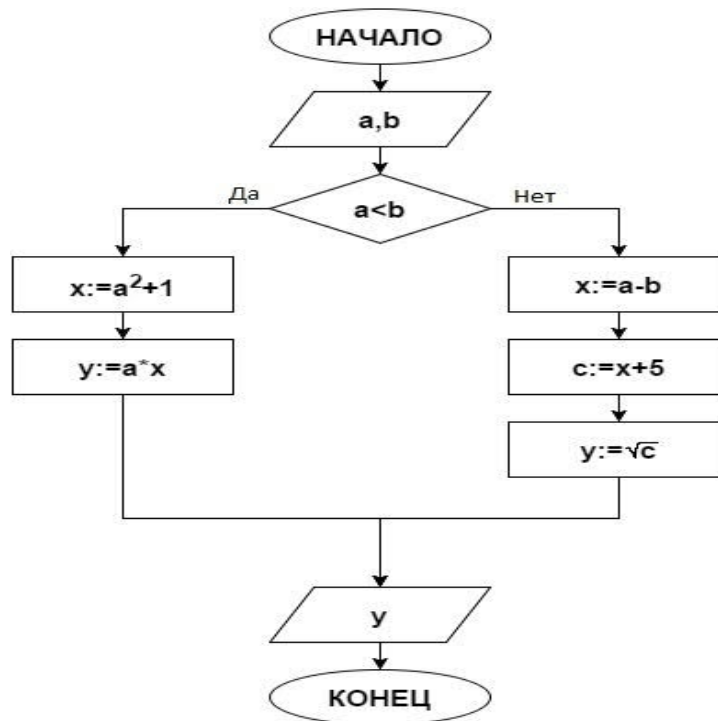 НАЧАЛО
a,b
Да
a<b
Нет
x:=a²+1
y:=a*x
x:=a-b
c:=x+5
y:=√c
y
КОНЕЦ